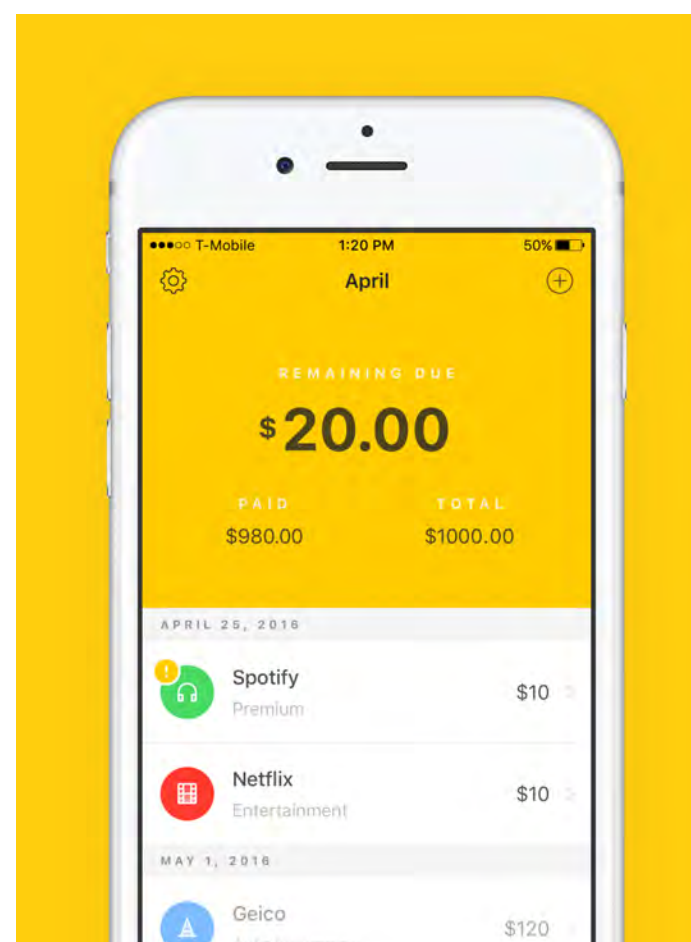 T-Mobile 1:20 PM 50%
April
REMAINING DUE
$20.00
PAID TOTAL
$980.00 $1000.00
APRIL 25, 2016
Spotify
Premium
$10
Netflix
Entertainment
$10
MAY 1, 2016
Geico
$120